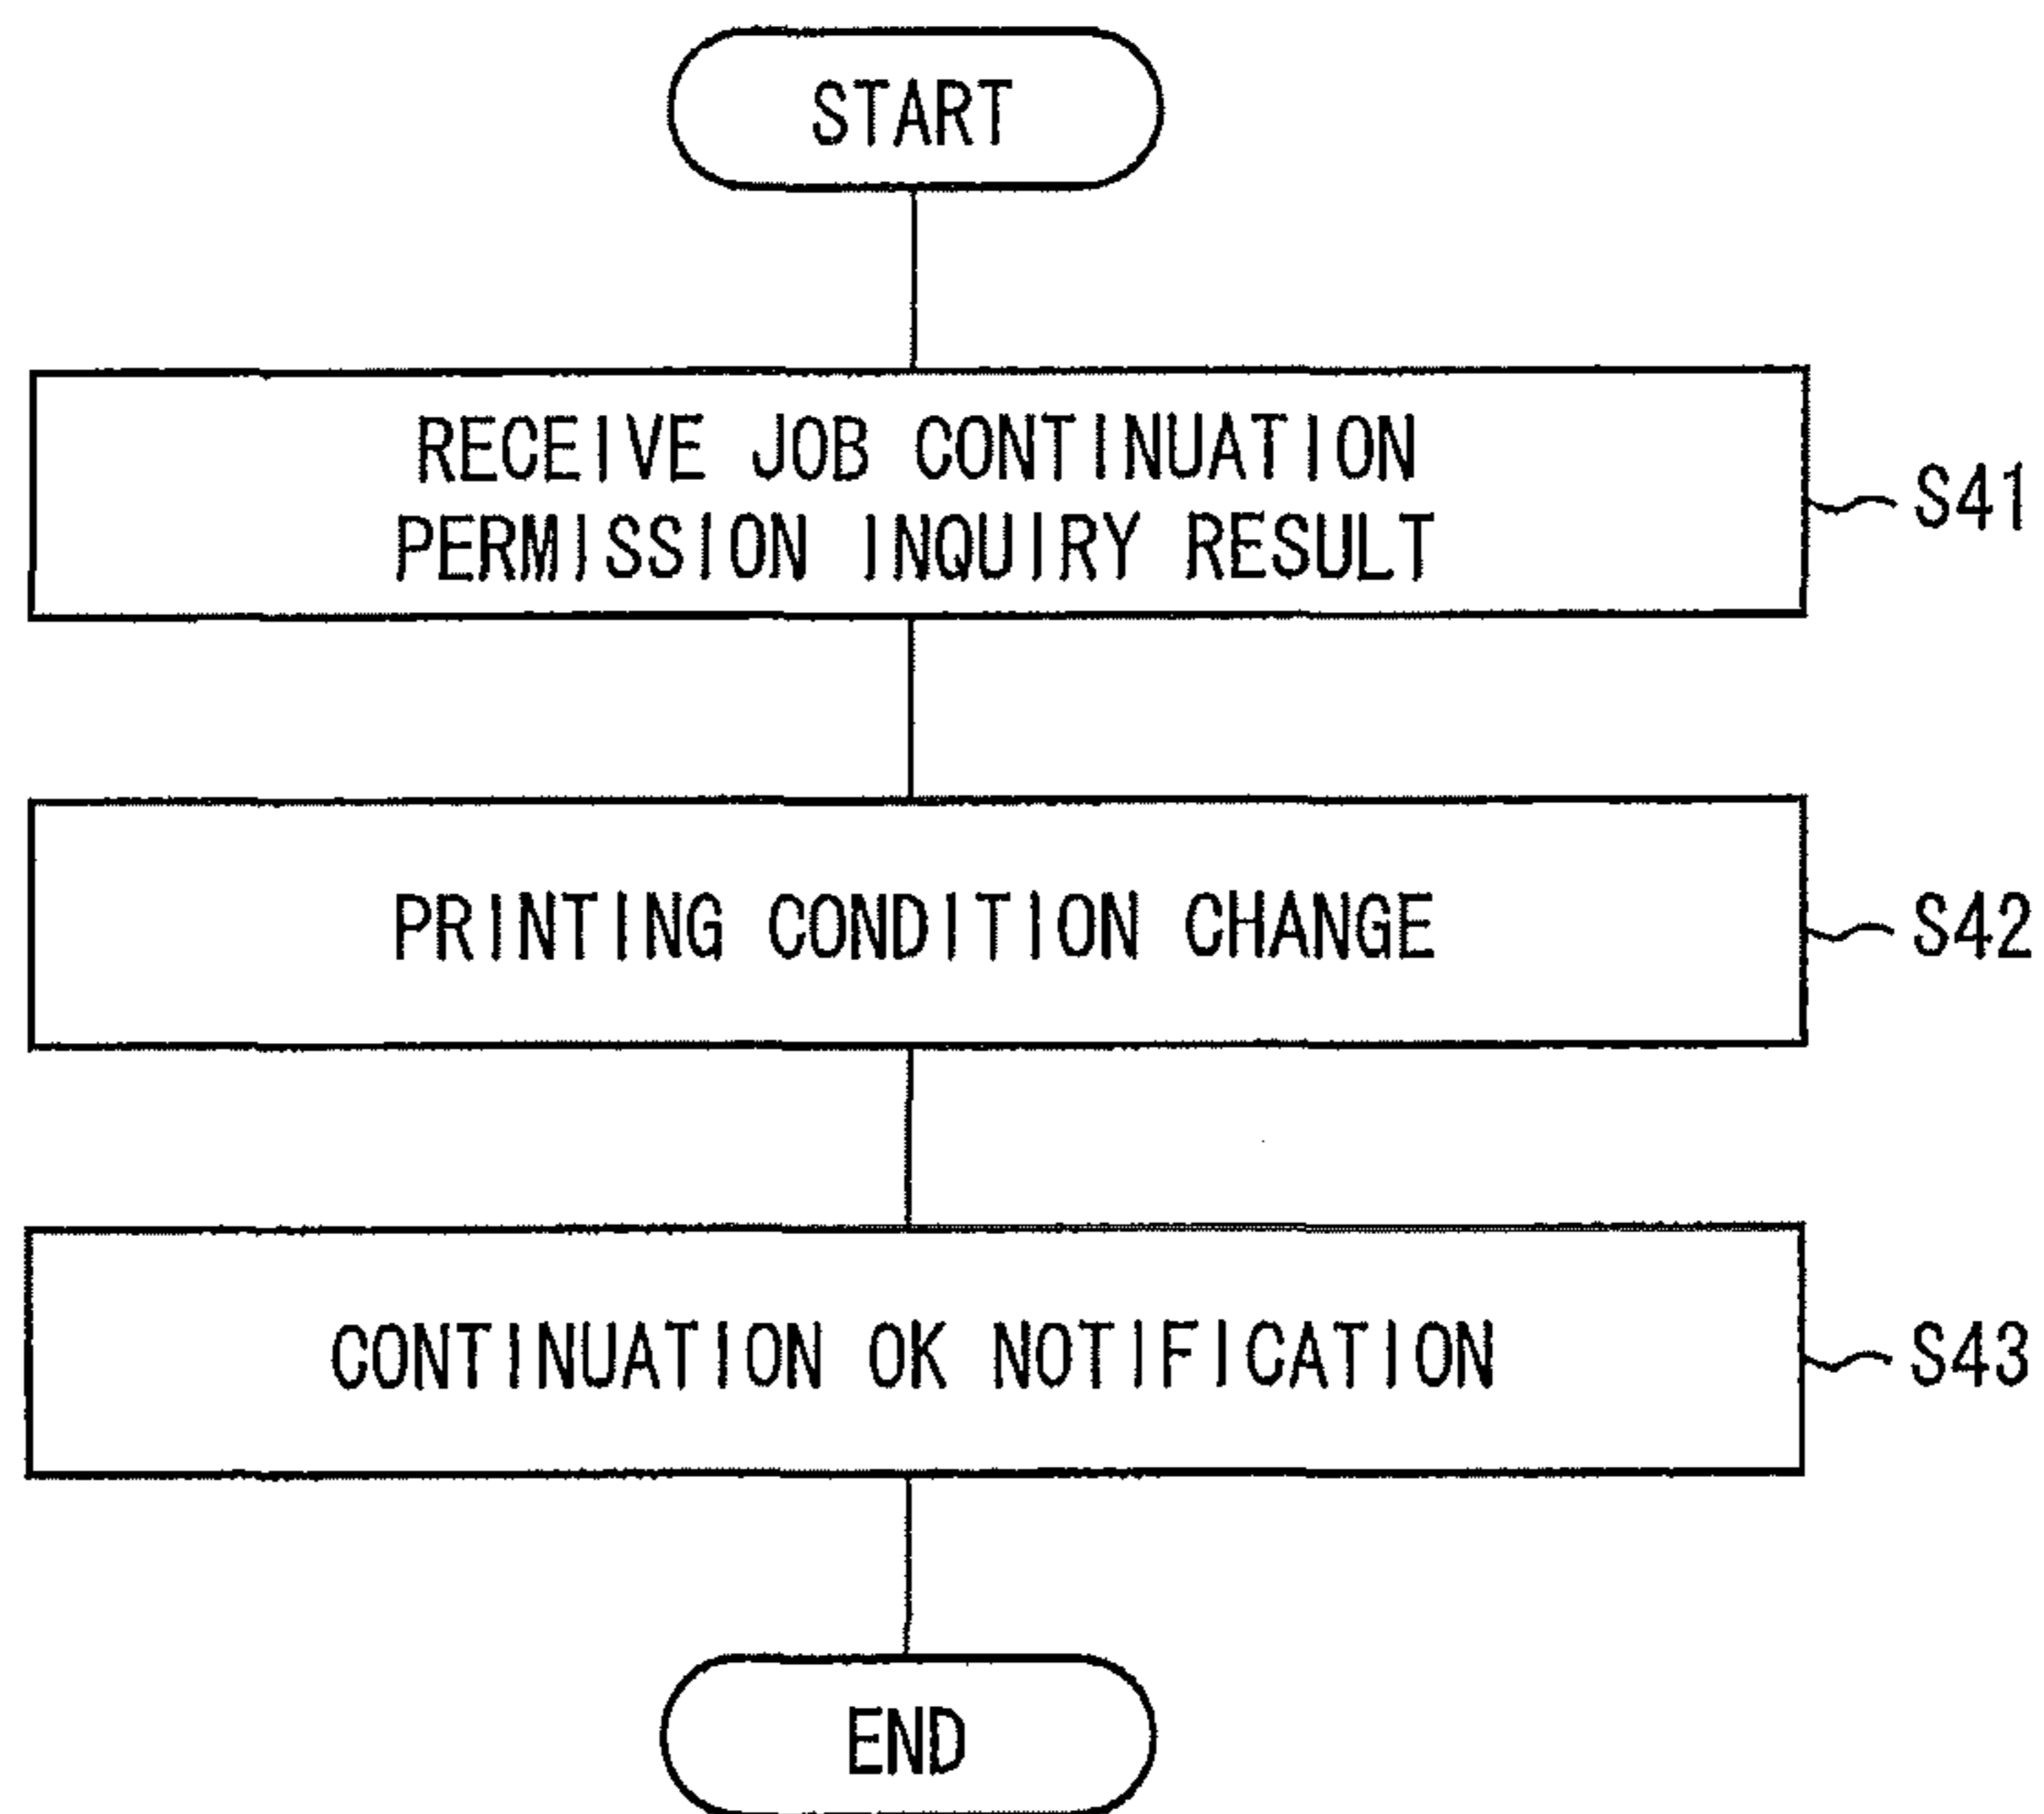 START
RECEIVE JOB CONTINUATION
PERMISSION INQUIRY RESULT
S41
PRINTING CONDITION CHANGE
S42
CONTINUATION OK NOTIFICATION
S43
END